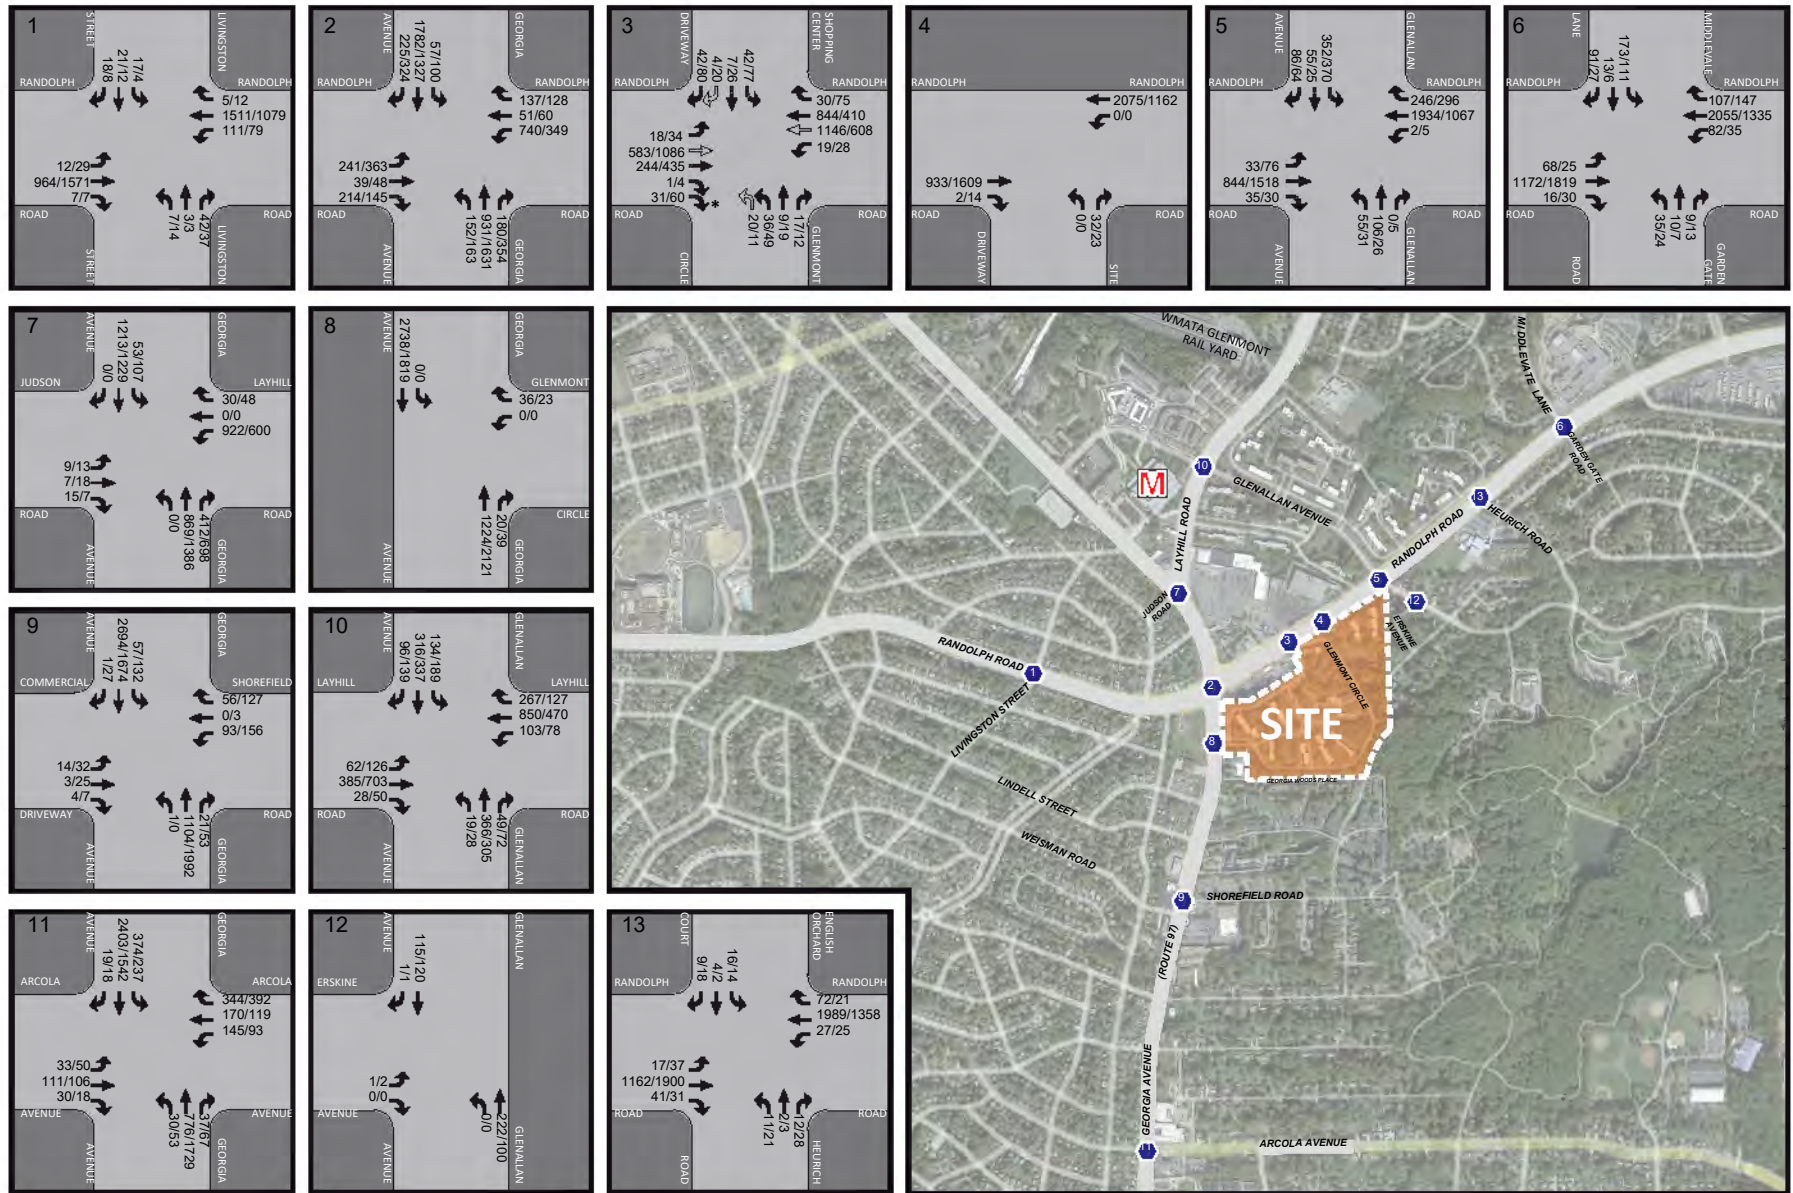 1
STREET
LIVINGSTON
RANDOLPH
RANDOLPH
18/8
21/12
17/4
5/12
1511/1079
111/79
12/29
964/1571
7/7
7/14
3/3
42/37
ROAD
ROAD
STREET
LIVINGSTON
2
AVENUE
GEORGIA
RANDOLPH
RANDOLPH
225/324
1782/1327
57/100
137/128
51/60
740/349
241/363
39/48
214/145
152/163
931/1631
180/354
ROAD
ROAD
AVENUE
GEORGIA
3
DRIVEWAY
SHOPPING
CENTER
RANDOLPH
RANDOLPH
42/80
4/20
7/26
42/77
30/75
844/410
1146/608
19/28
18/34
583/1086
244/435
1/4
31/60
*
20/11
36/49
9/19
17/12
ROAD
ROAD
CIRCLE
GLENMONT
4
RANDOLPH
RANDOLPH
2075/1162
0/0
933/1609
2/14
0/0
32/23
ROAD
ROAD
DRIVEWAY
SITE
5
AVENUE
GLENALLAN
RANDOLPH
RANDOLPH
86/64
55/25
352/370
246/296
1934/1067
2/5
33/76
844/1518
35/30
55/31
106/26
0/5
ROAD
ROAD
AVENUE
GLENALLAN
6
LANE
MIDDLEVALE
RANDOLPH
RANDOLPH
91/27
13/6
173/111
107/147
2055/1335
82/35
68/25
1172/1819
16/30
35/24
10/7
9/13
ROAD
ROAD
ROAD
GARDEN
GATE
7
AVENUE
GEORGIA
JUDSON
LAYHILL
0/0
1213/1229
53/107
30/48
0/0
922/600
9/13
7/18
15/7
0/0
869/1386
412/698
ROAD
ROAD
AVENUE
GEORGIA
8
AVENUE
GEORGIA
GLENMONT
2738/1819
0/0
36/23
0/0
1224/2121
20/39
CIRCLE
AVENUE
GEORGIA
9
AVENUE
GEORGIA
COMMERCIAL
SHOREFIELD
1/27
2694/1674
57/132
56/127
0/3
93/156
14/32
3/25
4/7
1/0
1104/1992
21/53
DRIVEWAY
ROAD
AVENUE
GEORGIA
10
AVENUE
GLENALLAN
LAYHILL
LAYHILL
96/139
316/337
134/189
267/127
850/470
103/78
62/126
385/703
28/50
19/28
366/305
49/72
ROAD
ROAD
AVENUE
GLENALLAN
11
AVENUE
GEORGIA
ARCOLA
ARCOLA
19/18
2403/1542
374/237
344/392
170/119
145/93
33/50
111/106
30/18
30/53
776/1729
37/67
AVENUE
AVENUE
AVENUE
GEORGIA
12
AVENUE
GLENALLAN
ERSKINE
1/1
115/120
1/2
0/0
0/0
222/100
AVENUE
AVENUE
GLENALLAN
13
COURT
ENGLISH
ORCHARD
RANDOLPH
RANDOLPH
9/18
4/2
16/14
72/21
1989/1358
27/25
17/37
1162/1900
41/31
11/21
2/3
12/28
ROAD
ROAD
ROAD
HEURICH
WMATA GLENMONT
RAIL YARD
MIDDLEVATE LANE
6
GARDEN GATE
ROAD
10
M
GLENALLAN AVENUE
13
HEURICH ROAD
LAYHILL ROAD
RANDOLPH ROAD
5
7
JUDSON
ROAD
12
ERSKINE
AVENUE
4
3
GLENMONT CIRCLE
RANDOLPH ROAD
1
2
LIVINGSTON STREET
SITE
8
GEORGIA WOODS PLACE
LINDELL STREET
WEISMAN ROAD
9
SHOREFIELD ROAD
(ROUTE 97)
GEORGIA AVENUE
11
ARCOLA AVENUE